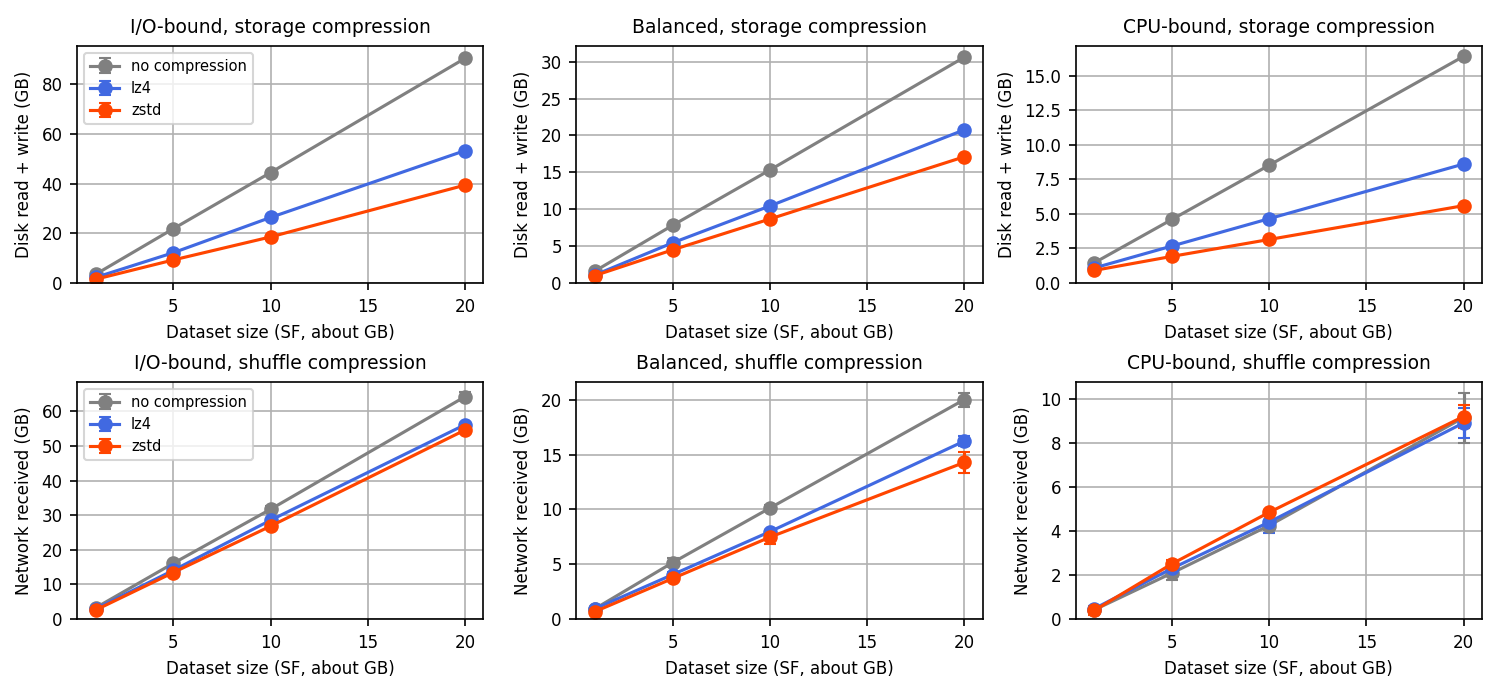 I/O-bound, storage compression
Disk read + write (GB)
80
60
40
20
0
no compression
lz4
zstd
5
10
15
20
Dataset size (SF, about GB)
Balanced, storage compression
Disk read + write (GB)
30
25
20
15
10
5
0
5
10
15
20
Dataset size (SF, about GB)
CPU-bound, storage compression
Disk read + write (GB)
15.0
12.5
10.0
7.5
5.0
2.5
0.0
5
10
15
20
Dataset size (SF, about GB)
I/O-bound, shuffle compression
Network received (GB)
60
50
40
30
20
10
0
no compression
lz4
zstd
5
10
15
20
Dataset size (SF, about GB)
Balanced, shuffle compression
Network received (GB)
20
15
10
5
0
5
10
15
20
Dataset size (SF, about GB)
CPU-bound, shuffle compression
Network received (GB)
10
8
6
4
2
0
5
10
15
20
Dataset size (SF, about GB)